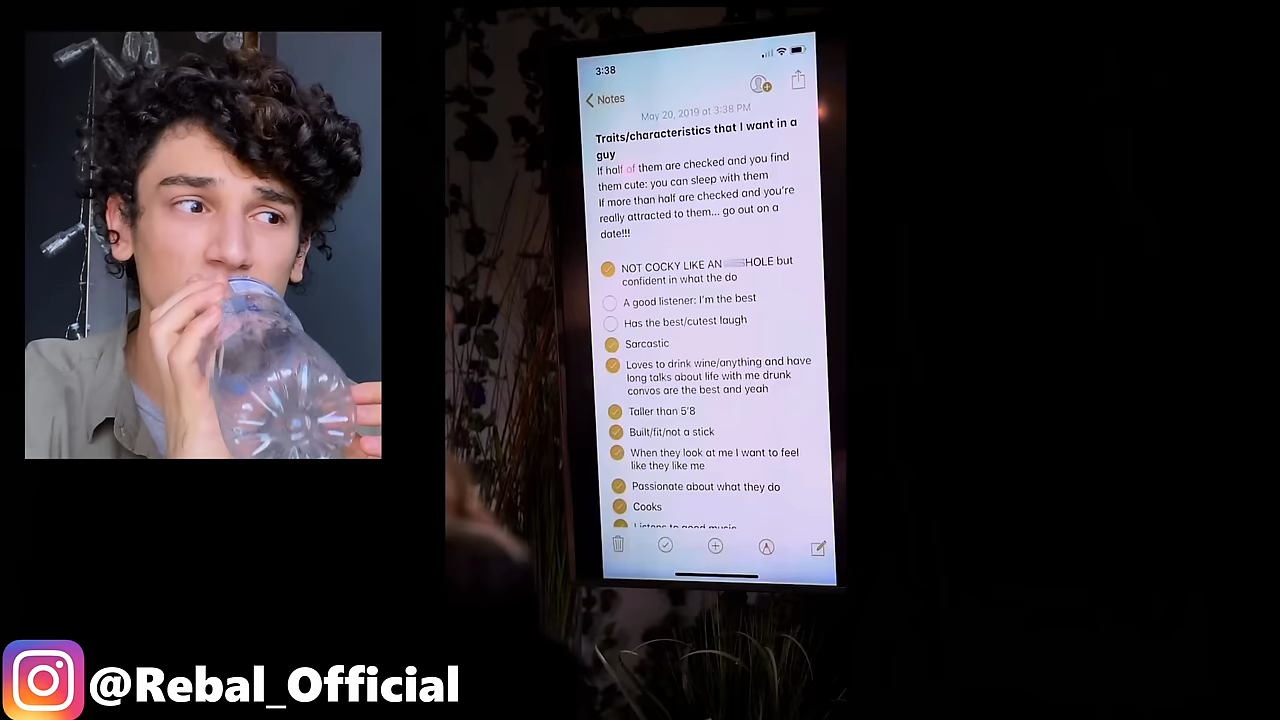 3:38
Notes
May 20, 2019 at 3:38 PM
Traits/characteristics that I want in a
guy
If half of them are checked and you find
them cute: you can sleep with them
If more than half are checked and you're
really attracted to them... go out on a
date!!!
NOT COCKY LIKE AN HOLE but
confident in what the do
A good listener: I'm the best
Has the best/cutest laugh
Sarcastic
Loves to drink wine/anything and have
long talks about life with me drunk
convos are the best and yeah
Taller than 5'8
Built/fit/not a stick
When they look at me I want to feel
like they like me
Passionate about what they do
Cooks
Listens to good music
@Rebal_Official